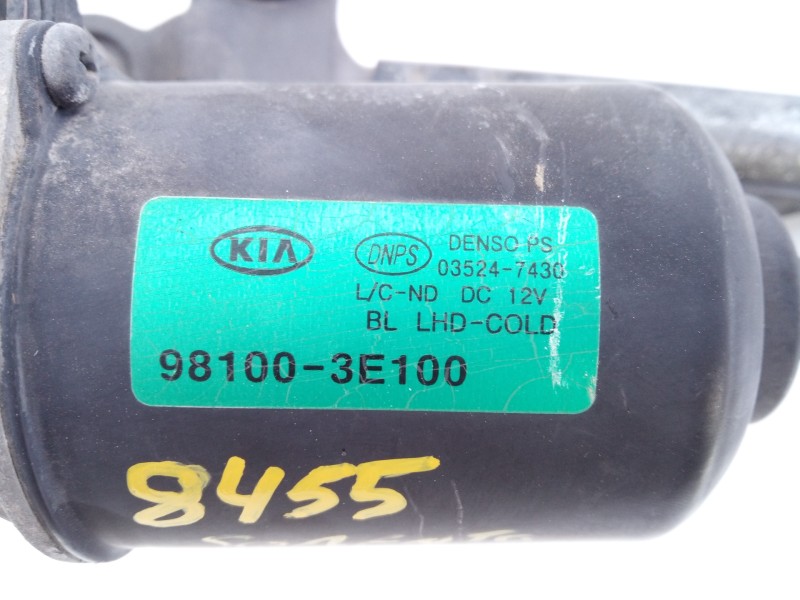 KIA
DNPS
DENSO PS
03524-7430
L/C-ND DC 12V
BL LHD-COLD
98100-3E100
8455